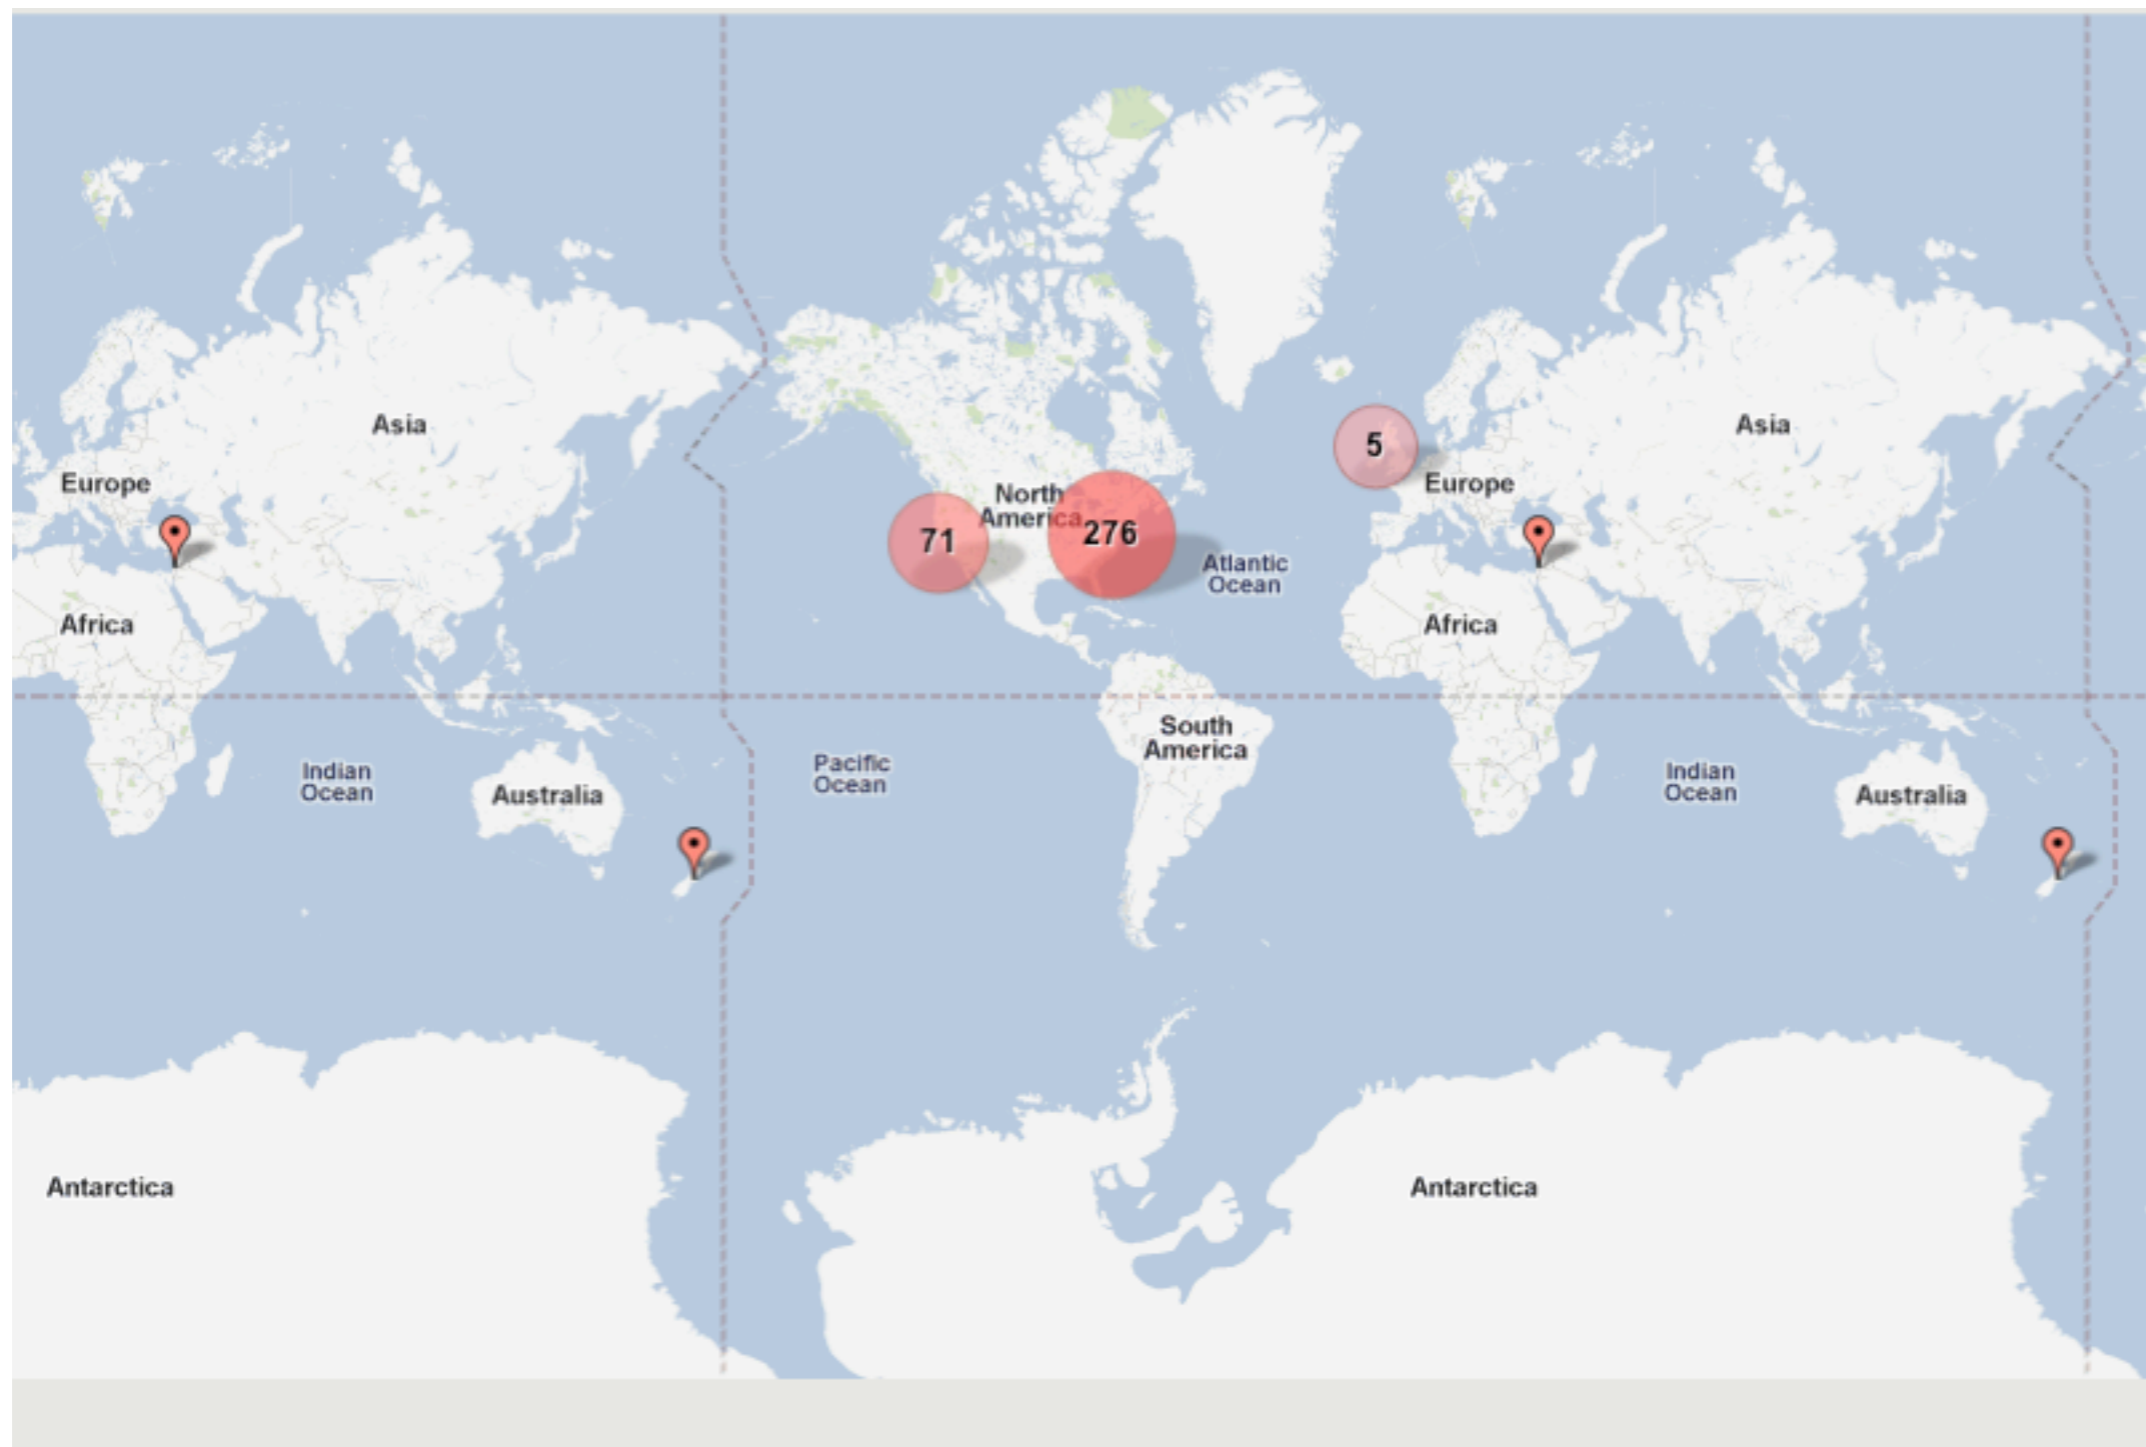 Asia
Asia
5
Europe
Europe
North
America
71
276
Atlantic
Ocean
Africa
Africa
South
America
Pacific
Ocean
Indian
Ocean
Indian
Ocean
Australia
Australia
Antarctica
Antarctica